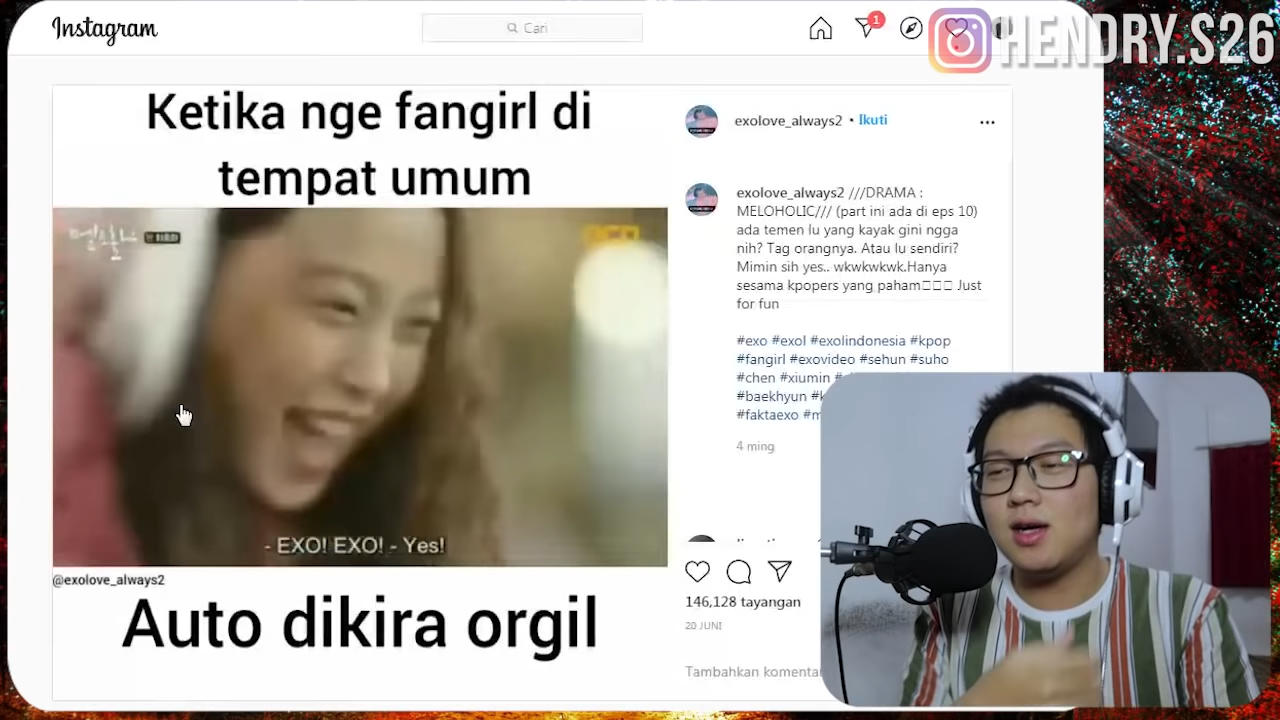 Instagram
Cari
1
HENDRY.S26
Ketika nge fangirl di
tempat umum
- EXO! EXO! - Yes!
@exolove_always2
Auto dikira orgil
exolove_always2 • Ikuti
exolove_always2 ///DRAMA :
MELOHOLIC/// (part ini ada di eps 10)
ada temen lu yang kayak gini ngga
nih? Tag orangnya. Atau lu sendiri?
Mimin sih yes.. wkwkwkwk.Hanya
sesama kpopers yang paham□□□ Just
for fun
#exo #exol #exolindonesia #kpop
#fangirl #exovideo #sehun #suho
#chen #xiumin
#baekhyun
#faktaexo
4 ming
146,128 tayangan
20 JUNI
Tambahkan komenta